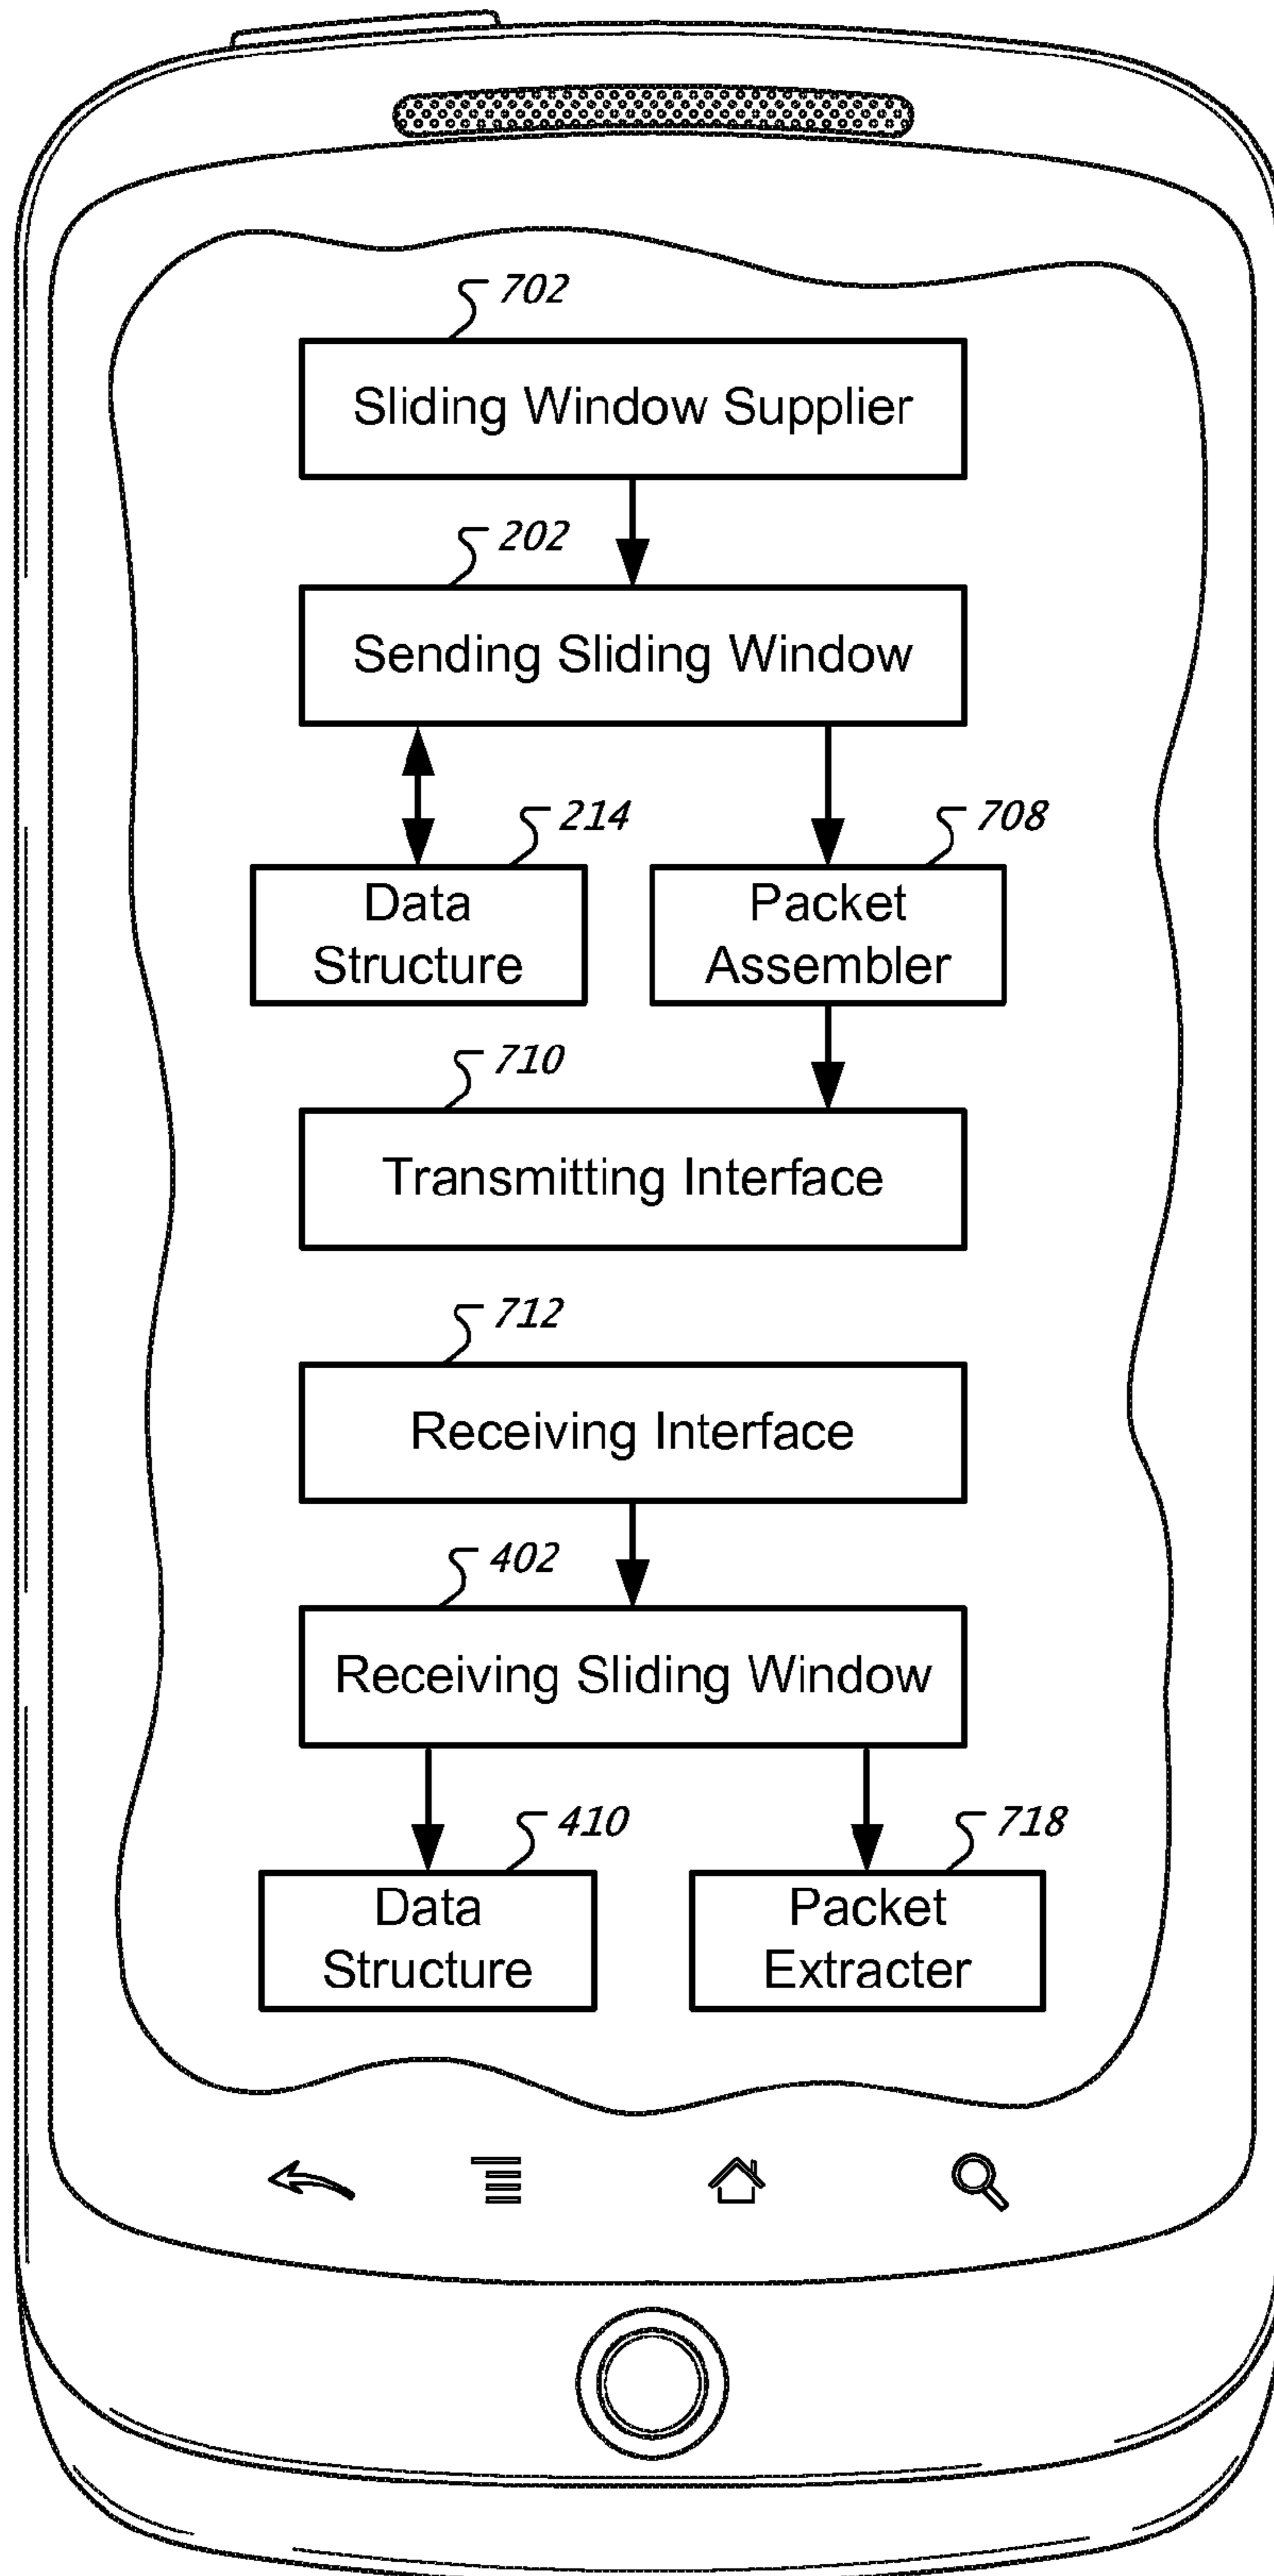 702
Sliding Window Supplier
202
Sending Sliding Window
214
708
Data
Structure
Packet
Assembler
710
Transmitting Interface
712
Receiving Interface
402
Receiving Sliding Window
410
718
Data
Structure
Packet
Extracter